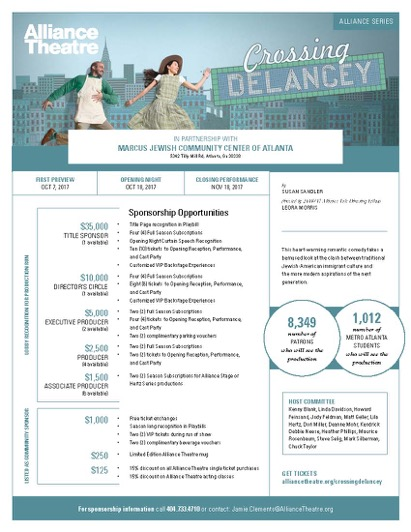 Alliance
Theatre
ALLIANCE SERIES
Crossing
DELANCEY
IN PARTNERSHIP WITH
MARCUS JEWISH COMMUNITY CENTER OF ATLANTA
5342 Tilly Mill Rd, Atlanta, Ga 30338
FIRST PREVIEW
OCT 7, 2017
OPENING NIGHT
OCT 18, 2017
CLOSING PERFORMANCE
NOV 18, 2017
By
SUSAN SANDLER
Directed by
Alliance
Directing Fellow
LEORA MORRIS
This heart warming romantic comedy takes a
humored look at the clash between traditional
Jewish-American immigrant culture and
the more modern aspirations of the next
generation.
LOBBY RECOGNITION FOR PRODUCTION RUN
Sponsorship Opportunities
$35,000
TITLE SPONSOR
(1 available)
• Title Page recognition in Playbill
• Four (4) Full Season Subscriptions
• Opening Night Curtain Speech Recognition
• Ten (10) tickets to Opening Reception, Performance,
and Cast Party
• Customized VIP Backstage Experiences
$10,000
DIRECTOR'S CIRCLE
(1 available)
• Four (4) Full Season Subscriptions
• Eight (8) tickets to Opening Reception, Performance,
and Cast Party
• Customized VIP Backstage Experiences
$5,000
EXECUTIVE PRODUCER
(2 available)
• Two (2) Full Season Subscriptions
• Four (4) tickets to Opening Reception, Performance,
and Cast Party
• Two (2) complimentary parking vouchers
$2,500
PRODUCER
(4 available)
• Two (2) Full Season Subscriptions
• Two (2) tickets to Opening Reception, Performance,
and Cast Party
$1,500
ASSOCIATE PRODUCER
• Two (2) Season Subscriptions for Alliance Stage of
Hertz Series productions
LISTED AS COMMUNITY SPONSOR
$1,000
• Free ticket exchanges
• Season long recognition in Playbills
• Two (2) VIP tickets during run of show
• Two (2) complimentary beverage vouchers
$250
• Limited Edition Alliance Theatre mug
$125
• 15% discount on all Alliance Theatre single ticket purchases
• 15% discount on Alliance Theatre acting classes
8,349
number of
PATRONS
who will see the
production
1,012
number of
METRO ATLANTA
STUDENTS
who will see the
production
HOST COMMITTEE
Kenny Blank, Linda Davidson, Howard
Feinsand, Jody Feldman, Matt Geller, Lila
Hertz, Dori Miller, Deanne Mohr, Kendrick
Debbie Neese, Heather Phillips, Maurice
Rosenbaum, Steve Selig, Mark Silberman,
Chuck Taylor
GET TICKETS
alliancetheatre.org/crossingdelancey
For sponsorship information call 404.733.4710 or contact: Jamie.Clements@AllianceTheatre.org